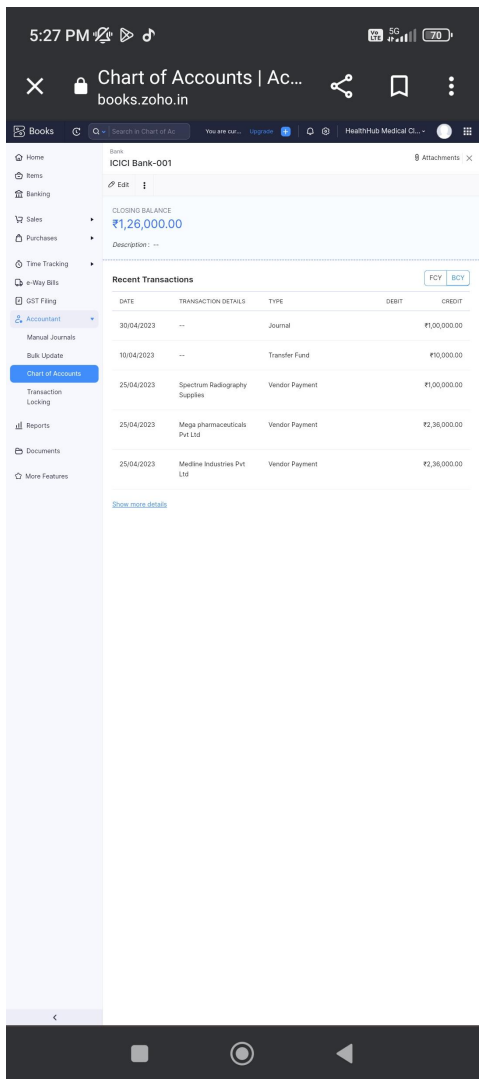 5:27 PM
Vo LTE 5G 70
Chart of Accounts | Ac...
books.zoho.in
Books
Search in Chart of Ac
You are cur... Upgrade
HealthHub Medical Cl...
Home
Items
Banking
Sales
Purchases
Time Tracking
e-Way Bills
GST Filing
Accountant
Manual Journals
Bulk Update
Chart of Accounts
Transaction
Locking
Reports
Documents
More Features
Bank
ICICI Bank-001
Attachments
Edit
CLOSING BALANCE
₹1,26,000.00
Description : --
Recent Transactions
FCY BCY
DATE TRANSACTION DETAILS TYPE DEBIT CREDIT
30/04/2023 -- Journal ₹1,00,000.00
10/04/2023 -- Transfer Fund ₹10,000.00
25/04/2023 Spectrum Radiography Vendor Payment ₹1,00,000.00
Supplies
25/04/2023 Mega pharmaceuticals Vendor Payment ₹2,36,000.00
Pvt Ltd
25/04/2023 Medline Industries Pvt Vendor Payment ₹2,36,000.00
Ltd
Show more details